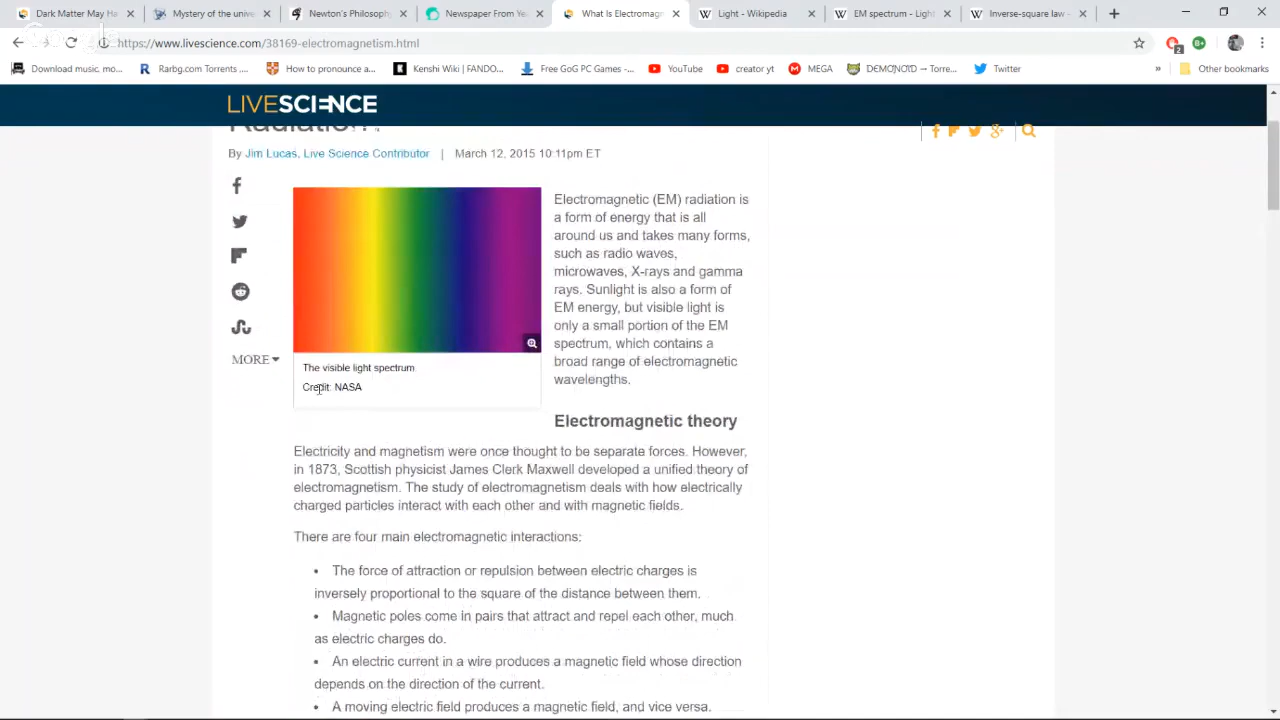 Dark Matter May Ha
Mystery of the unive
Newton's Philosophy
Newspaper From Ye
What Is Electromagn
Light - Wikipedia
EM spectrum - Light
Inverse-square law -
https://www.livescience.com/38169-electromagnetism.html
2
Download music, mo...
Rarbg.com Torrents ,...
How to pronounce a...
Kenshi Wiki | FANDO...
Free GoG PC Games -...
YouTube
creator.yt
MEGA
Twitter
»
Other bookmarks
LIVESCIENCE
Radiation?
By Jim Lucas, Live Science Contributor | March 12, 2015 10:11pm ET
Electromagnetic (EM) radiation is
a form of energy that is all
around us and takes many forms,
such as radio waves,
microwaves, X-rays and gamma
rays. Sunlight is also a form of
EM energy, but visible light is
only a small portion of the EM
spectrum, which contains a
broad range of electromagnetic
wavelengths.
MORE
The visible light spectrum
Credit: NASA
Electromagnetic theory
Electricity and magnetism were once thought to be separate forces. However,
in 1873, Scottish physicist James Clerk Maxwell developed a unified theory of
electromagnetism. The study of electromagnetism deals with how electrically
charged particles interact with each other and with magnetic fields.
There are four main electromagnetic interactions:
• The force of attraction or repulsion between electric charges is
inversely proportional to the square of the distance between them.
• Magnetic poles come in pairs that attract and repel each other, much
as electric charges do.
• An electric current in a wire produces a magnetic field whose direction
depends on the direction of the current.
• A moving electric field produces a magnetic field, and vice versa.